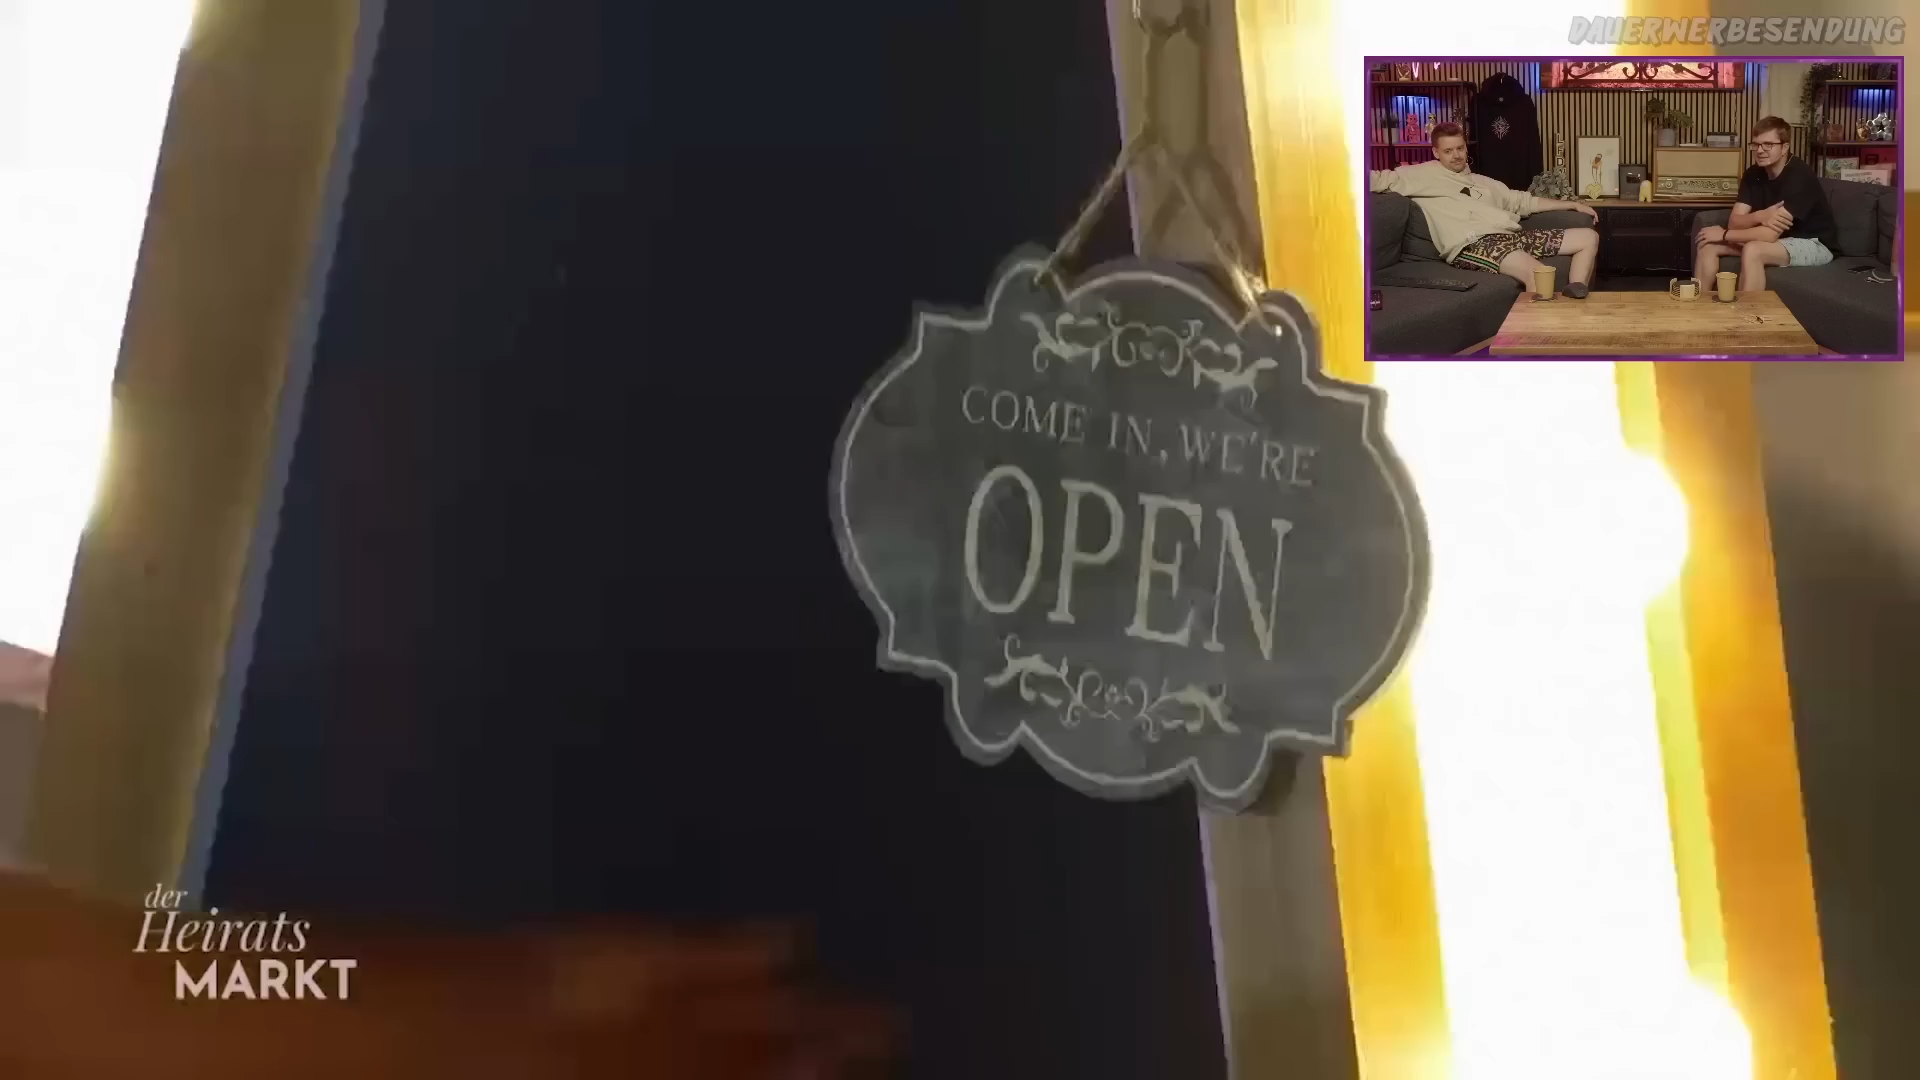 DAUERWERBESENDUNG
COME IN, WE'RE
OPEN
der
Heirats
MARKT